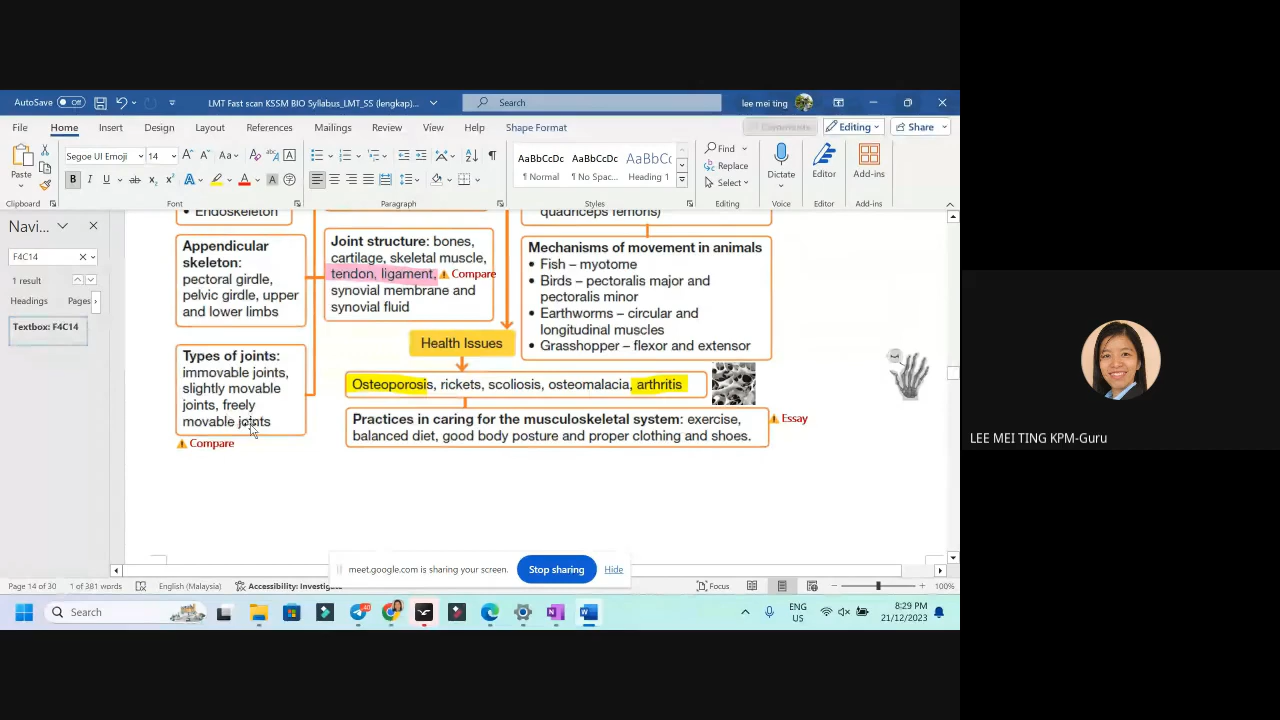 AutoSave Off
LMT Fast scan KSSM BIO Syllabus_LMT_SS (lengkap)...
Search
lee mei ting
File Home Insert Design Layout References Mailings Review View Help Shape Format
Comments Editing Share
Segoe UI Emoji 14
Paste
Clipboard
Font
Paragraph
AaBbCcDc AaBbCcDc AaBbCc
¶ Normal ¶ No Spac... Heading 1
Styles
Find
Replace
Select
Editing
Dictate
Voice
Editor
Editor
Add-ins
Add-ins
Navi...
F4C14
1 result
Headings Pages
Textbox: F4C14
• Endoskeleton
Appendicular
skeleton:
pectoral girdle,
pelvic girdle, upper
and lower limbs
Types of joints:
immovable joints,
slightly movable
joints, freely
movable joints
Compare
Joint structure: bones,
cartilage, skeletal muscle,
tendon, ligament,
Compare
synovial membrane and
synovial fluid
quadriceps femoris)
Mechanisms of movement in animals
• Fish – myotome
• Birds – pectoralis major and
pectoralis minor
• Earthworms – circular and
longitudinal muscles
• Grasshopper – flexor and extensor
Health Issues
Osteoporosis, rickets, scoliosis, osteomalacia, arthritis
Practices in caring for the musculoskeletal system: exercise,
balanced diet, good body posture and proper clothing and shoes.
Essay
meet.google.com is sharing your screen.
Stop sharing
Hide
Page 14 of 30 1 of 381 words English (Malaysia) Accessibility: Investigate
Focus
100%
Search
ENG
US
8:29 PM
21/12/2023
LEE MEI TING KPM-Guru